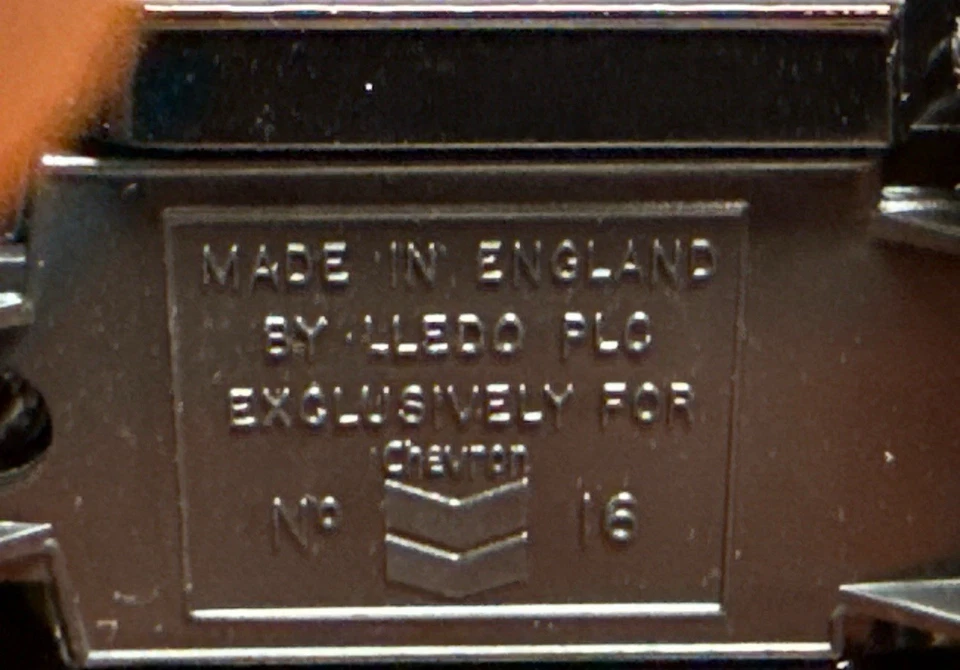 MADE IN ENGLAND
BY LLEDO PLC
EXCLUSIVELY FOR
Chevron
Nº 16